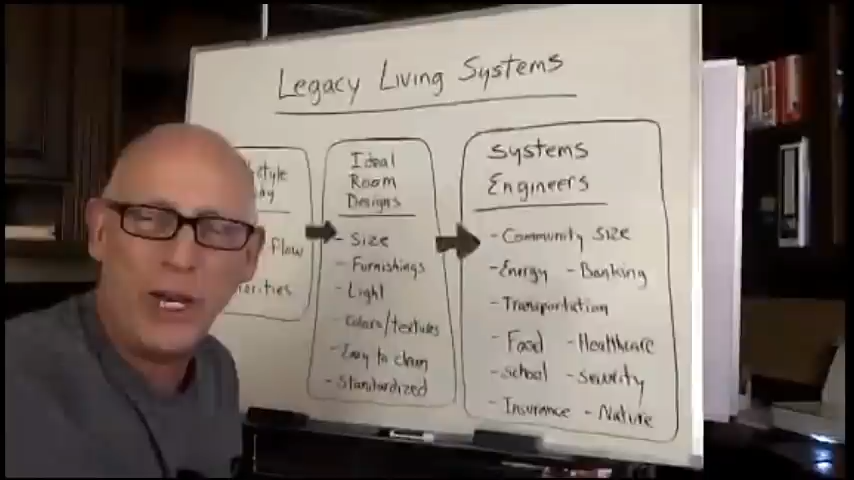 Legacy Living Systems
flow
Ideal
Room
Designs
- Size
- Furnishings
- Light
- Colors/textures
- Easy to clean
- Standardized
Systems
Engineers
- Community Size
- Energy - Banking
- Transportation
- Food - Healthcare
- School - Security
- Insurance - Nature